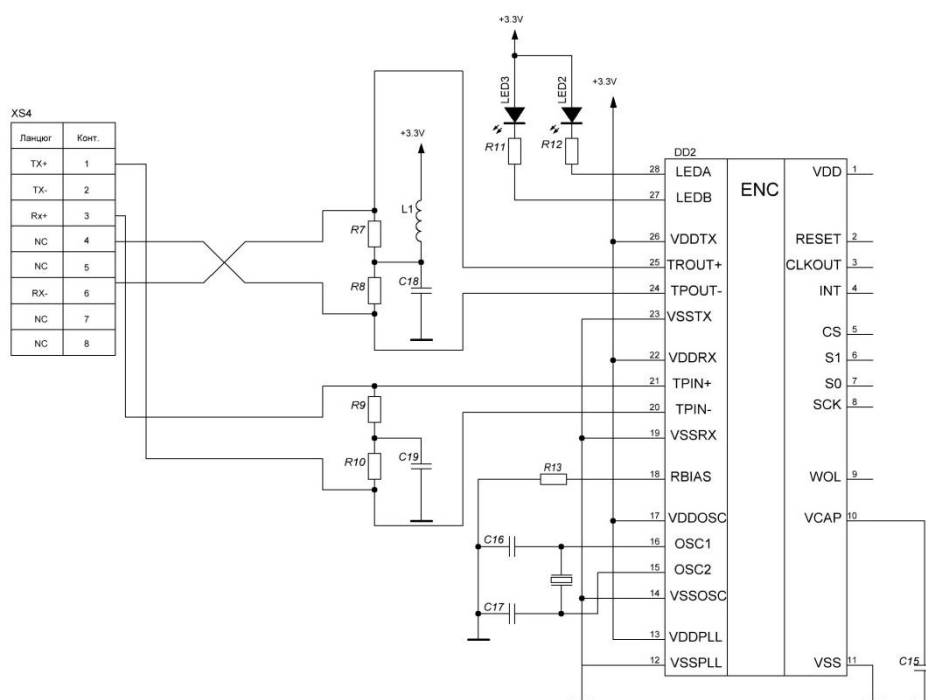 +3.3V
LED3
LED2
+3.3V
XS4
Ланцюг Конт.
TX+ 1
TX- 2
Rx+ 3
NC 4
NC 5
RX- 6
NC 7
NC 8
+3.3V
L1
R7
R8
C18
R9
R10
C19
R11
R12
R13
C16
C17
DD2
ENC
28 LEDA
27 LEDB
26 VDDTX
25 TROUT+
24 TPOUT-
23 VSSTX
22 VDDRX
21 TPIN+
20 TPIN-
19 VSSRX
18 RBIAS
17 VDDOSC
16 OSC1
15 OSC2
14 VSSOSC
13 VDDPLL
12 VSSPLL
VDD 1
RESET 2
CLKOUT 3
INT 4
CS 5
S1 6
S0 7
SCK 8
WOL 9
VCAP 10
VSS 11
C15